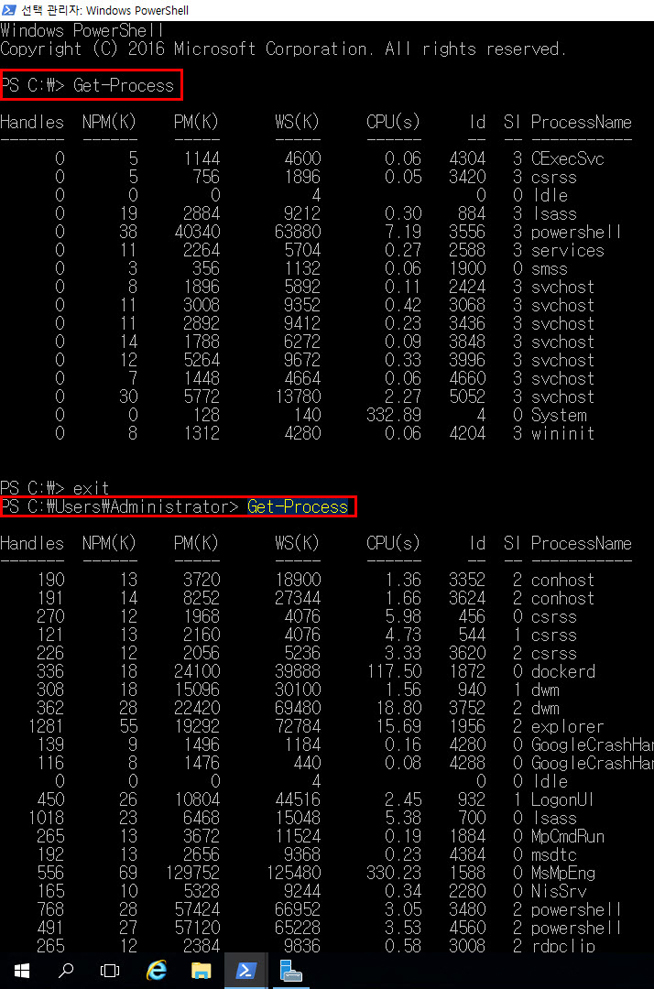 선택 관리자: Windows PowerShell
Windows PowerShell
Copyright (C) 2016 Microsoft Corporation. All rights reserved.
PS C:₩> Get-Process
Handles NPM(K) PM(K) WS(K) CPU(s) Id SI ProcessName
------- ------ ----- ----- ------ -- -- -----------
0 5 1144 4600 0.06 4304 3 CExecSvc
0 5 756 1896 0.05 3420 3 csrss
0 0 0 4 0 0 Idle
0 19 2884 9212 0.30 884 3 lsass
0 38 40340 63880 7.19 3556 3 powershell
0 11 2264 5704 0.27 2588 3 services
0 3 356 1132 0.06 1900 0 smss
0 8 1896 5892 0.11 2424 3 svchost
0 11 3008 9352 0.42 3068 3 svchost
0 11 2892 9412 0.23 3436 3 svchost
0 14 1788 6272 0.09 3848 3 svchost
0 12 5264 9672 0.33 3996 3 svchost
0 7 1448 4664 0.06 4660 3 svchost
0 30 5772 13780 2.27 5052 3 svchost
0 0 128 140 332.89 4 0 System
0 8 1312 4280 0.06 4204 3 wininit
PS C:₩> exit
PS C:₩Users₩Administrator> Get-Process
Handles NPM(K) PM(K) WS(K) CPU(s) Id SI ProcessName
------- ------ ----- ----- ------ -- -- -----------
190 13 3720 18900 1.36 3352 2 conhost
191 14 8252 27344 1.66 3624 2 conhost
270 12 1968 4076 5.98 456 0 csrss
121 13 2160 4076 4.73 544 1 csrss
226 12 2056 5236 3.33 3620 2 csrss
336 18 24100 39888 117.50 1872 0 dockerd
308 18 15096 30100 1.56 940 1 dwm
362 28 22420 69480 18.80 3752 2 dwm
1281 55 19292 72784 15.69 1956 2 explorer
139 9 1496 1184 0.16 4280 0 GoogleCrashHan
116 8 1476 440 0.08 4288 0 GoogleCrashHan
0 0 0 4 0 0 Idle
450 26 10804 44516 2.45 932 1 LogonUI
1018 23 6468 15048 5.38 700 0 lsass
265 13 3672 11524 0.19 1884 0 MpCmdRun
192 13 2656 9368 0.23 4384 0 msdtc
556 69 129752 125480 330.23 1588 0 MsMpEng
165 10 5328 9244 0.34 2280 0 NisSrv
768 28 57424 66952 3.05 3480 2 powershell
491 27 57120 65228 3.53 4560 2 powershell
265 12 2384 9836 0.58 3008 2 rdpclip